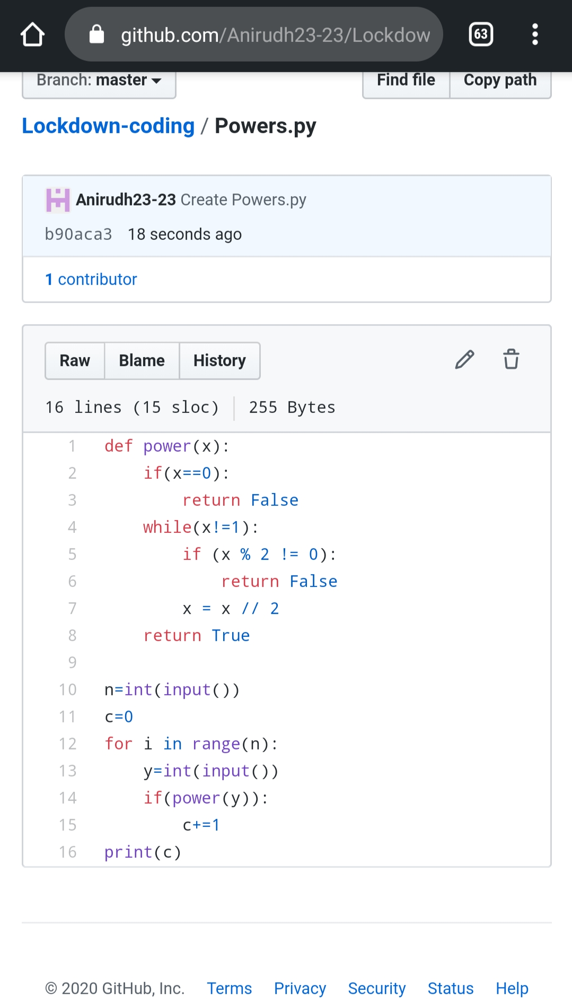 github.com/Anirudh23-23/Lockdow
63
Branch: master
Find file
Copy path
Lockdown-coding / Powers.py
Anirudh23-23 Create Powers.py
b90aca3 18 seconds ago
1 contributor
Raw
Blame
History
16 lines (15 sloc) 255 Bytes
1 def power(x):
2     if(x==0):
3         return False
4     while(x!=1):
5         if (x % 2 != 0):
6             return False
7         x = x // 2
8     return True
9
10 n=int(input())
11 c=0
12 for i in range(n):
13     y=int(input())
14     if(power(y)):
15         c+=1
16 print(c)
© 2020 GitHub, Inc. Terms Privacy Security Status Help